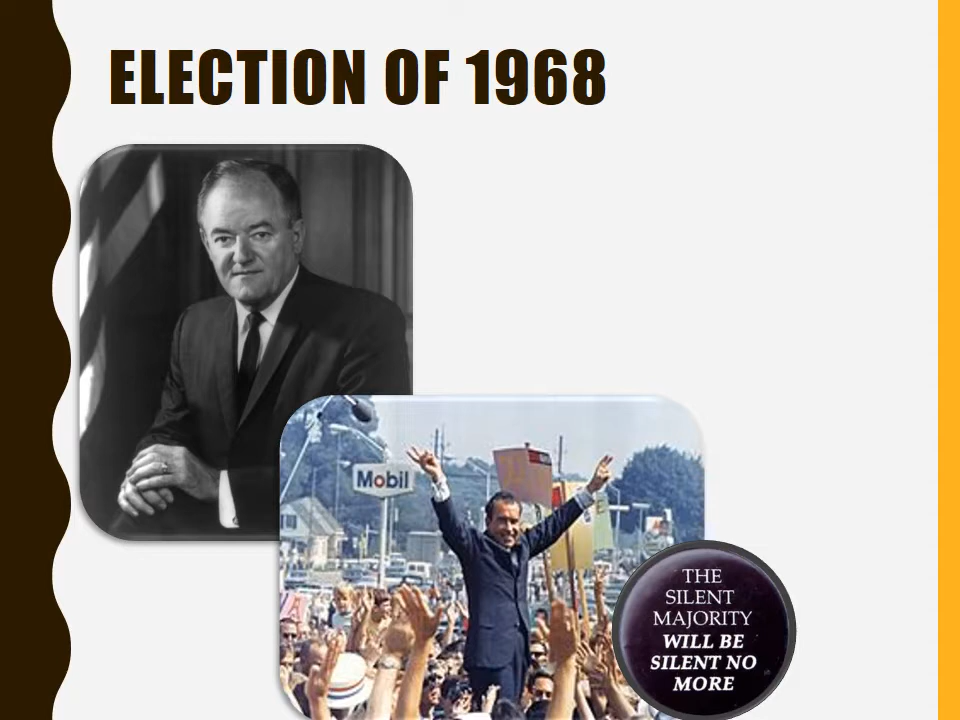 ELECTION OF 1968
Mobil
THE
SILENT
MAJORITY
WILL BE
SILENT NO
MORE